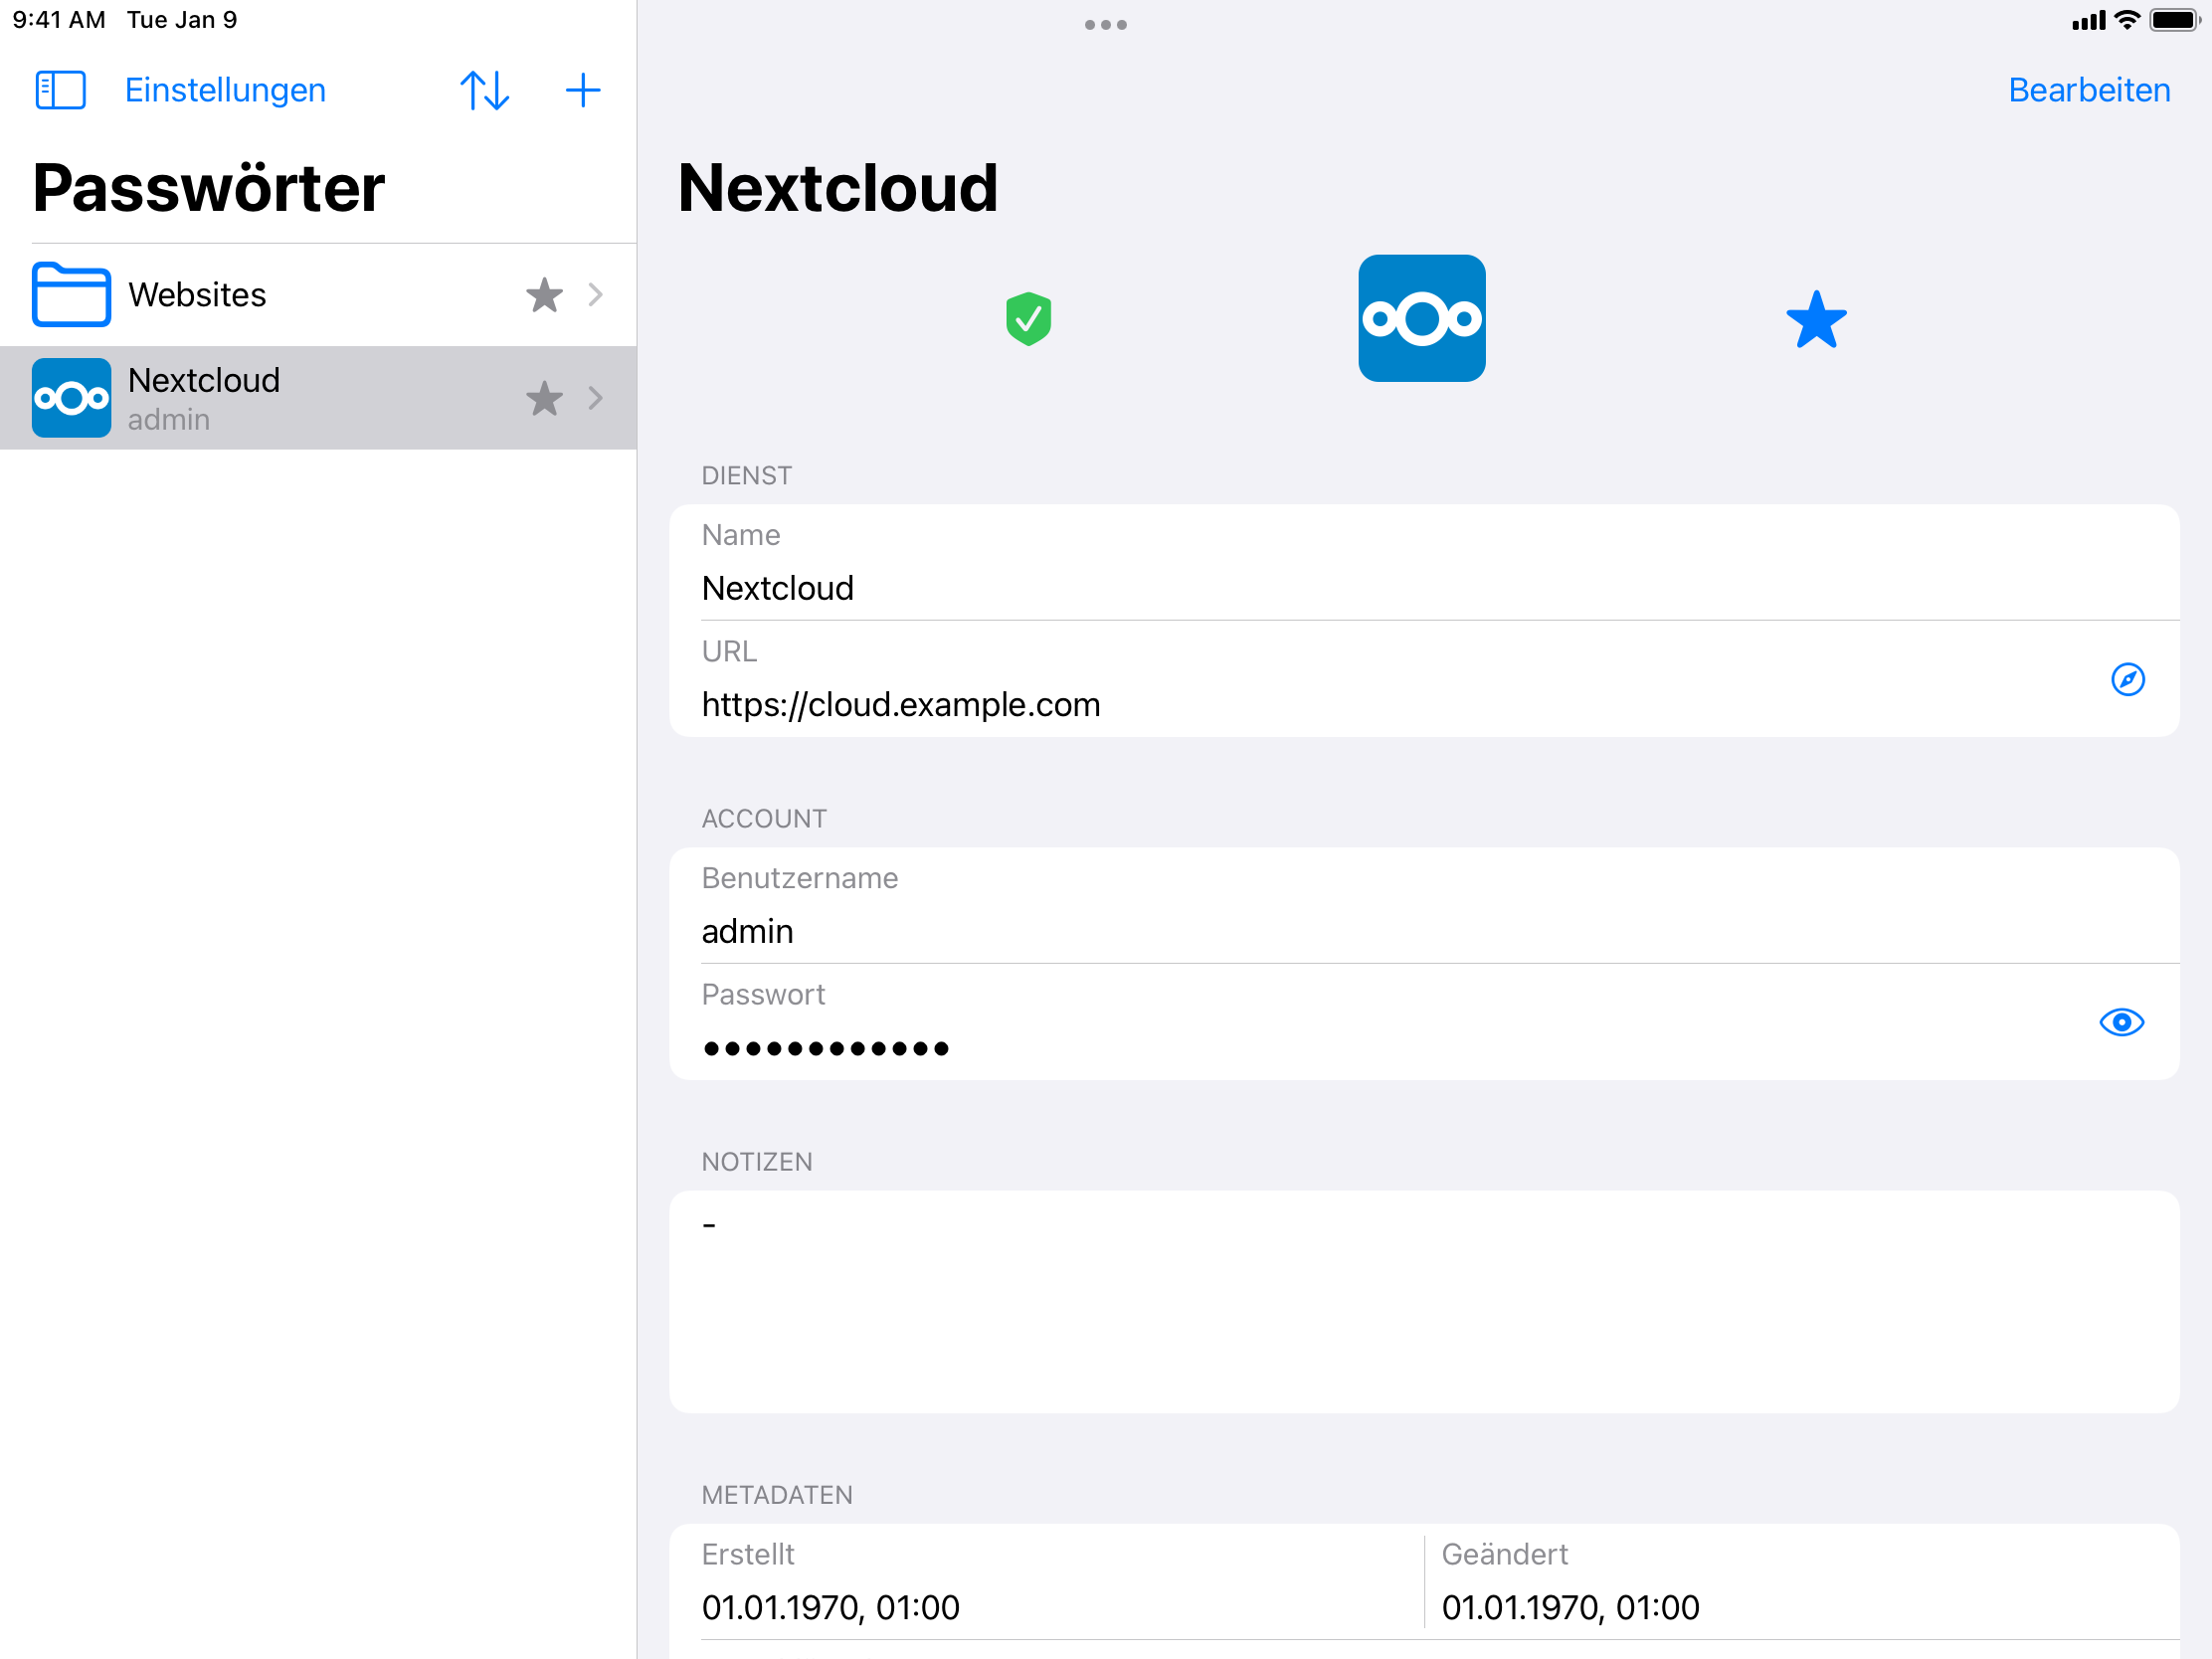 9:41 AM Tue Jan 9
Einstellungen
Passwörter
Websites
Nextcloud
admin
Bearbeiten
Nextcloud
DIENST
Name
Nextcloud
URL
https://cloud.example.com
ACCOUNT
Benutzername
admin
Passwort
••••••••••••
NOTIZEN
-
METADATEN
Erstellt
01.01.1970, 01:00
Geändert
01.01.1970, 01:00